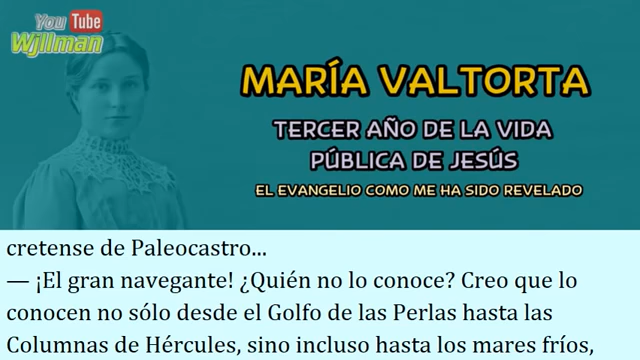 You Tube
Wjllman
MARÍA VALTORTA
TERCER AÑO DE LA VIDA
PÚBLICA DE JESÚS
EL EVANGELIO COMO ME HA SIDO REVELADO
cretense de Paleocastro...
— ¡El gran navegante! ¿Quién no lo conoce? Creo que lo
conocen no sólo desde el Golfo de las Perlas hasta las
Columnas de Hércules, sino incluso hasta los mares fríos,